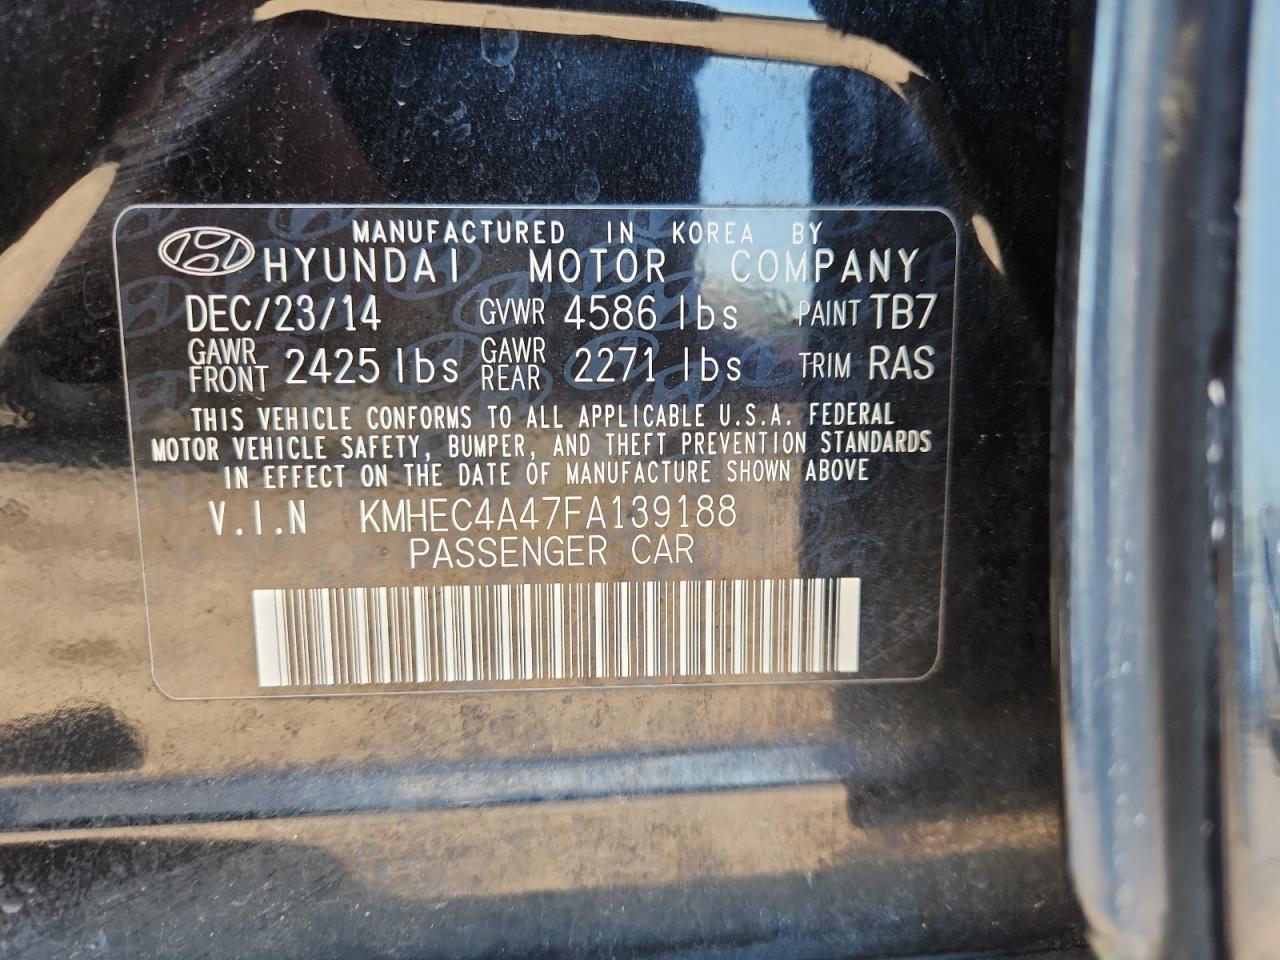 MANUFACTURED IN KOREA BY
HYUNDAI MOTOR COMPANY
DEC/23/14 GVWR 4586 lbs PAINT TB7
GAWR FRONT 2425 lbs GAWR REAR 2271 lbs TRIM RAS
THIS VEHICLE CONFORMS TO ALL APPLICABLE U.S.A. FEDERAL
MOTOR VEHICLE SAFETY, BUMPER, AND THEFT PREVENTION STANDARDS
IN EFFECT ON THE DATE OF MANUFACTURE SHOWN ABOVE
V.I.N KMHEC4A47FA139188
PASSENGER CAR